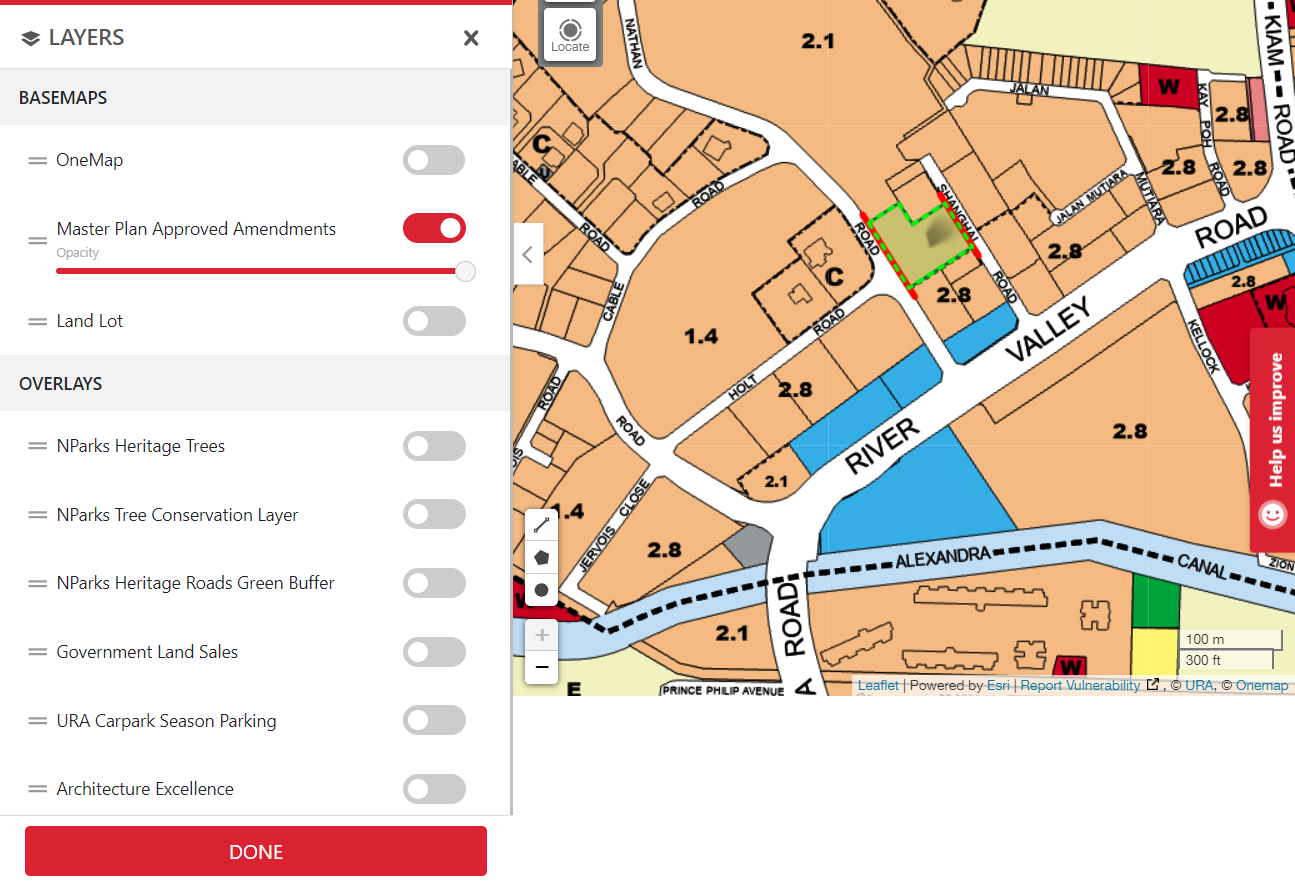 LAYERS
BASEMAPS
OneMap
Master Plan Approved Amendments
Opacity
Land Lot
OVERLAYS
NParks Heritage Trees
NParks Tree Conservation Layer
NParks Heritage Roads Green Buffer
Government Land Sales
URA Carpark Season Parking
Architecture Excellence
DONE
Locate
NATHAN
2.1
KIAM
ROAD
JALAN
W
KAY POH
ROAD
2.8
2.8
2.8
C
ABLE
ROAD
ROAD
CABLE
SHANGHAI
ROAD
ROAD
JALAN MUTIARA
MUTIARA
2.8
ROAD
C
2.8
2.8
W
1.4
ROAD
HOLT
VALLEY
KELLOCK
2.8
2.8
ROAD
ROAD
RIVER
2.1
1.4
JERVOIS CLOSE
2.8
ALEXANDRA
CANAL
ZION
W
2.1
ROAD
A
W
E
PRINCE PHILIP AVENUE
Help us improve
100 m
300 ft
Leaflet | Powered by Esri | Report Vulnerability , © URA, © Onemap